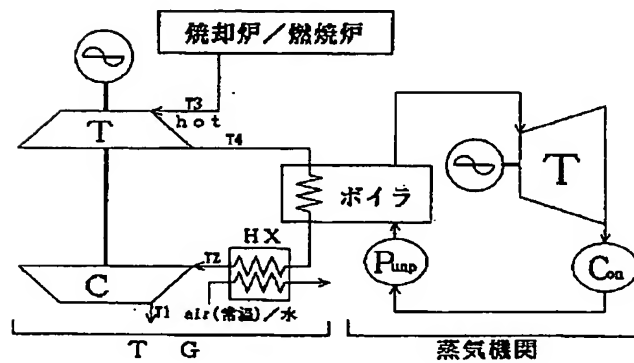 焼却炉／燃焼炉
T3
hot
T
T4
ボイラ
T
HX
T2
C
T1
air(常温)／水
Pump
Con
T G
蒸気機関